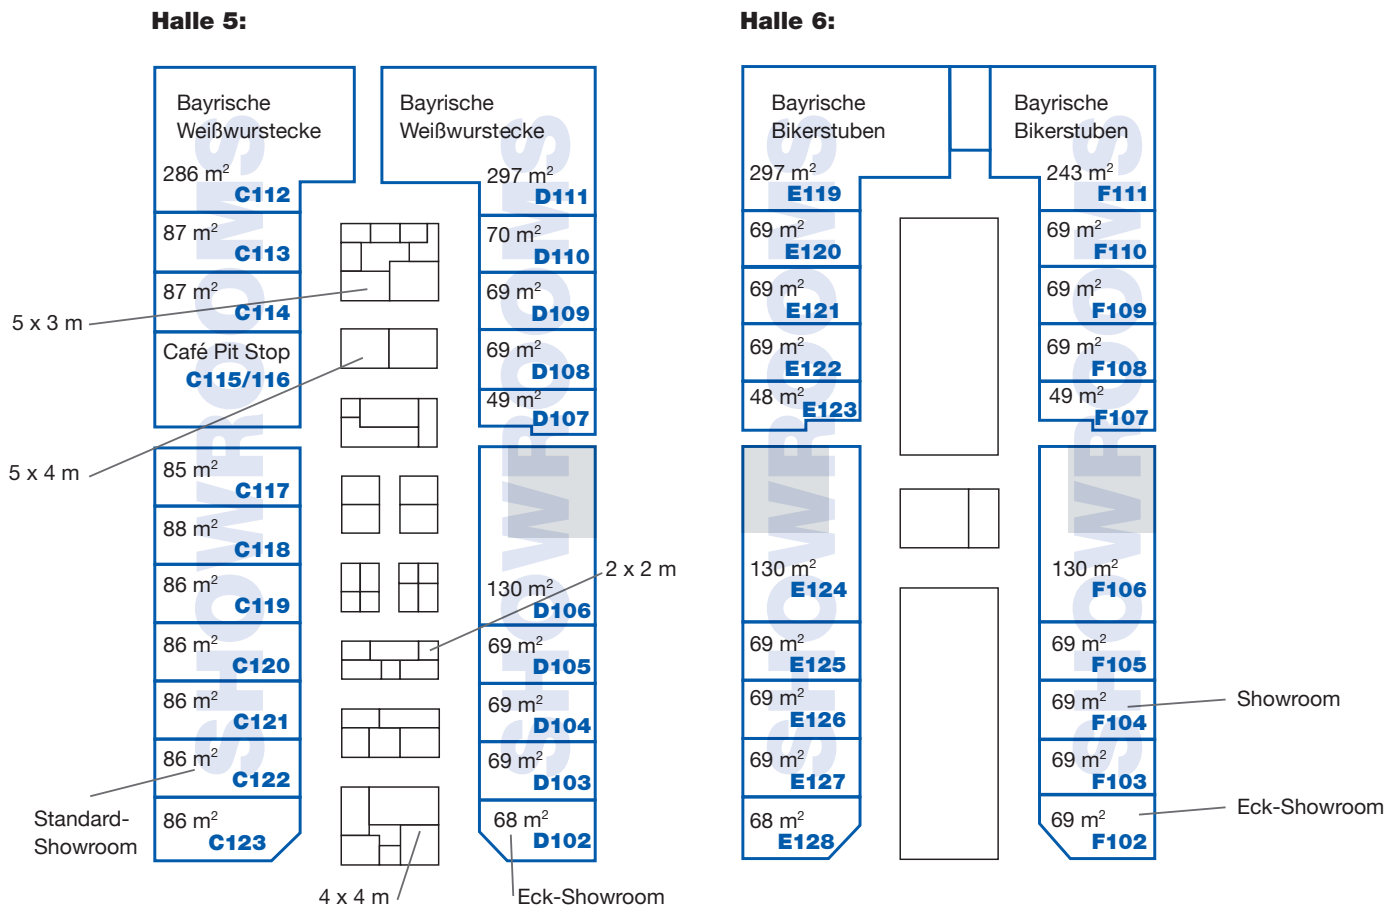 Halle 5:
Bayrische
Weißwurstecke
286 m²
C112
87 m²
C113
87 m²
C114
Café Pit Stop
C115/116
85 m²
C117
88 m²
C118
86 m²
C119
86 m²
C120
86 m²
C121
86 m²
C122
86 m²
C123
SHOWROOMS
5 x 3 m
5 x 4 m
Standard-
Showroom
Bayrische
Weißwurstecke
297 m²
D111
70 m²
D110
69 m²
D109
69 m²
D108
49 m²
D107
130 m²
D106
69 m²
D105
69 m²
D104
69 m²
D103
68 m²
D102
SHOWROOMS
2 x 2 m
4 x 4 m
Eck-Showroom
Halle 6:
Bayrische
Bikerstuben
297 m²
E119
69 m²
E120
69 m²
E121
69 m²
E122
48 m²
E123
130 m²
E124
69 m²
E125
69 m²
E126
69 m²
E127
68 m²
E128
SHOWROOMS
Bayrische
Bikerstuben
243 m²
F111
69 m²
F110
69 m²
F109
69 m²
F108
49 m²
F107
130 m²
F106
69 m²
F105
69 m²
F104
69 m²
F103
69 m²
F102
SHOWROOMS
Showroom
Eck-Showroom